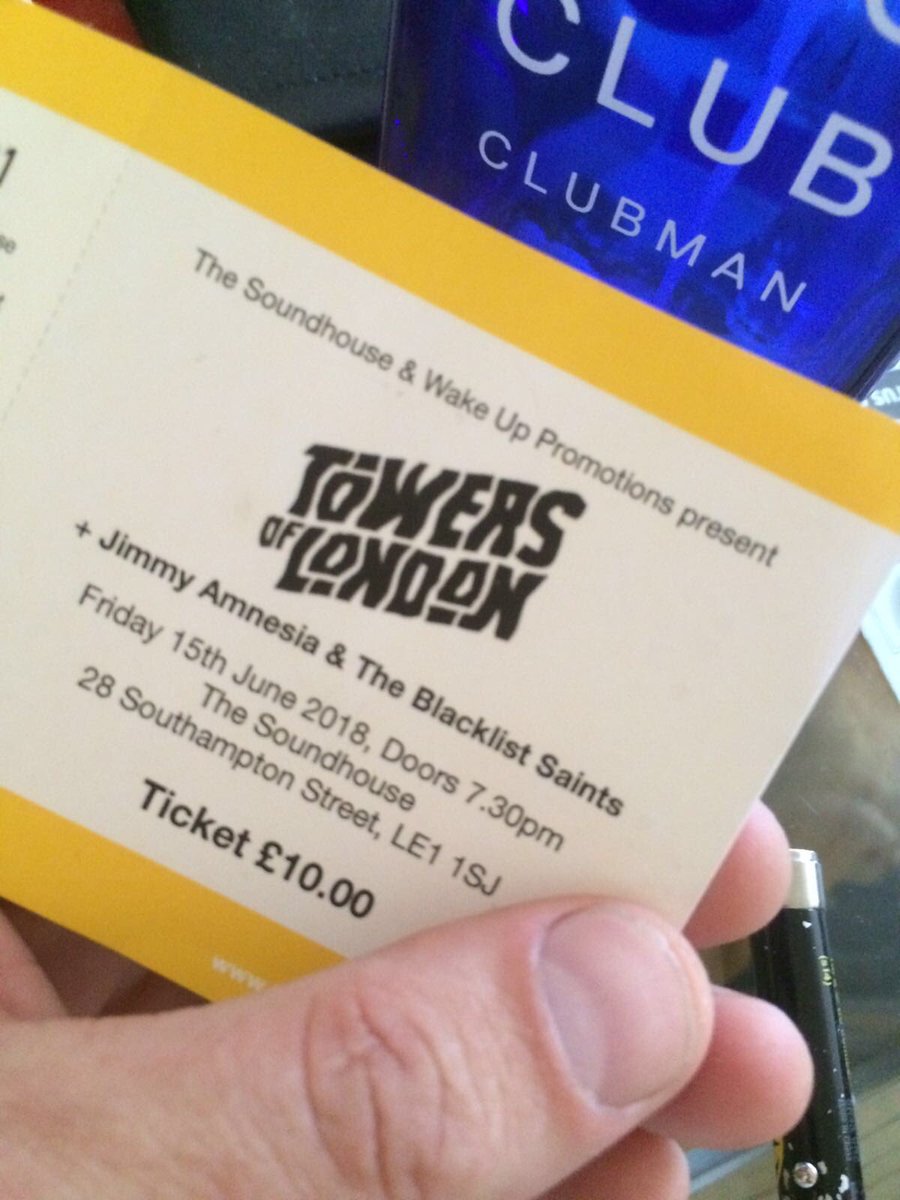 CLUB
CLUBMAN
The Soundhouse & Wake Up Promotions present
TOWERS
OF LONDON
+ Jimmy Amnesia & The Blacklist Saints
Friday 15th June 2018, Doors 7.30pm
The Soundhouse
28 Southampton Street, LE1 1SJ
Ticket £10.00
www.